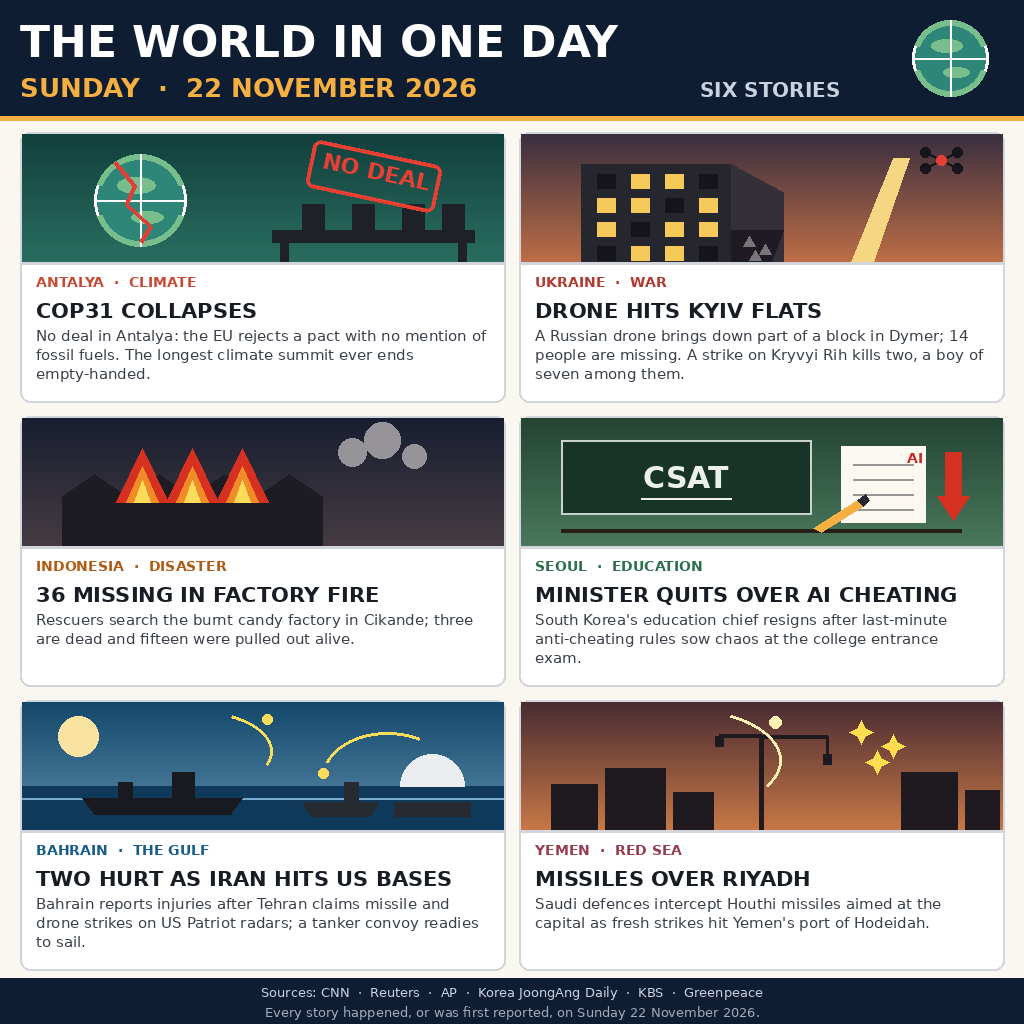 THE WORLD IN ONE DAY
SUNDAY · 22 NOVEMBER 2026
SIX STORIES
NO DEAL
ANTALYA · CLIMATE
COP31 COLLAPSES
No deal in Antalya: the EU rejects a pact with no mention of
fossil fuels. The longest climate summit ever ends
empty-handed.
UKRAINE · WAR
DRONE HITS KYIV FLATS
A Russian drone brings down part of a block in Dymer; 14
people are missing. A strike on Kryvyi Rih kills two, a boy of
seven among them.
INDONESIA · DISASTER
36 MISSING IN FACTORY FIRE
Rescuers search the burnt candy factory in Cikande; three
are dead and fifteen were pulled out alive.
CSAT
AI
SEOUL · EDUCATION
MINISTER QUITS OVER AI CHEATING
South Korea's education chief resigns after last-minute
anti-cheating rules sow chaos at the college entrance
exam.
BAHRAIN · THE GULF
TWO HURT AS IRAN HITS US BASES
Bahrain reports injuries after Tehran claims missile and
drone strikes on US Patriot radars; a tanker convoy readies
to sail.
YEMEN · RED SEA
MISSILES OVER RIYADH
Saudi defences intercept Houthi missiles aimed at the
capital as fresh strikes hit Yemen's port of Hodeidah.
Sources: CNN · Reuters · AP · Korea JoongAng Daily · KBS · Greenpeace
Every story happened, or was first reported, on Sunday 22 November 2026.